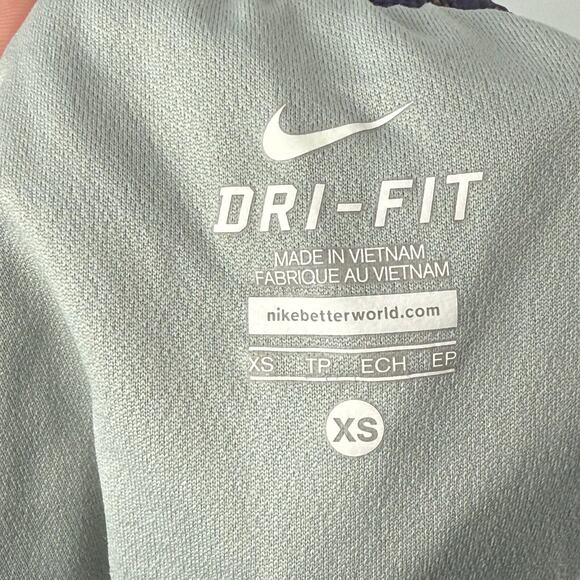 DRI-FIT
MADE IN VIETNAM
FABRIQUE AU VIETNAM
nikebetterworld.com
XS TP ECH EP
XS